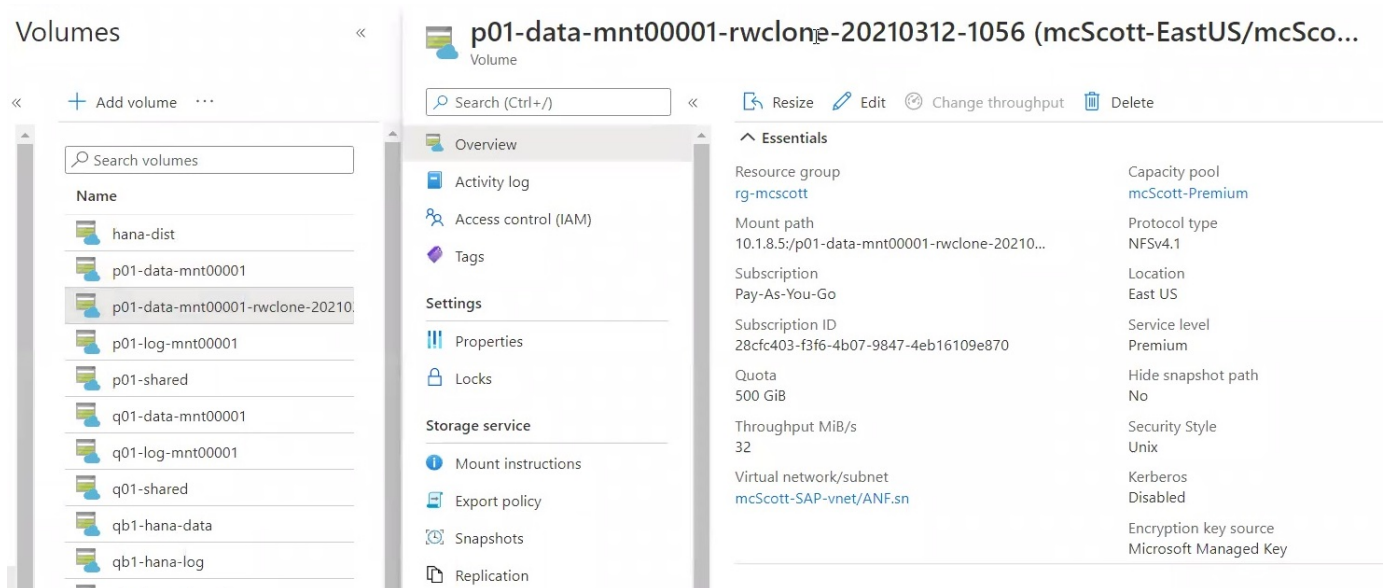 Volumes
«
«
Add volume
...
Search volumes
Name
hana-dist
p01-data-mnt00001
p01-data-mnt00001-rwclone-20210
p01-log-mnt00001
p01-shared
q01-data-mnt00001
q01-log-mnt00001
q01-shared
qb1-hana-data
qb1-hana-log
p01-data-mnt00001-rwclone-20210312-1056 (mcScott-EastUS/mcSco...
Volume
Search (Ctrl+/)
«
Overview
Activity log
Access control (IAM)
Tags
Settings
Properties
Locks
Storage service
Mount instructions
Export policy
Snapshots
Replication
Resize
Edit
Change throughput
Delete
Essentials
Resource group
rg-mcscott
Mount path
10.1.8.5:/p01-data-mnt00001-rwclone-20210...
Subscription
Pay-As-You-Go
Subscription ID
28cfc403-f3f6-4b07-9847-4eb16109e870
Quota
500 GiB
Throughput MiB/s
32
Virtual network/subnet
mcScott-SAP-vnet/ANF.sn
Capacity pool
mcScott-Premium
Protocol type
NFSv4.1
Location
East US
Service level
Premium
Hide snapshot path
No
Security Style
Unix
Kerberos
Disabled
Encryption key source
Microsoft Managed Key